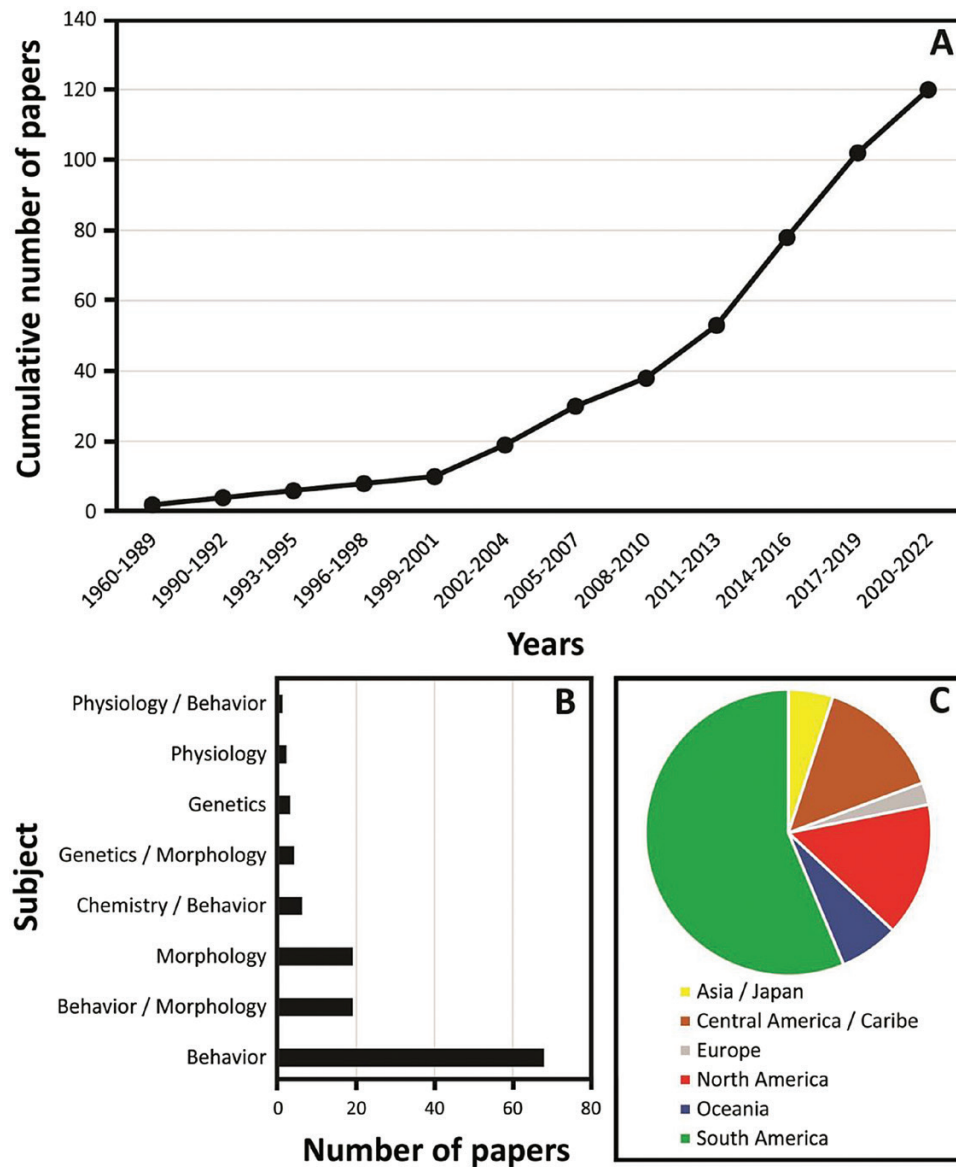 A
Cumulative number of papers
140
120
100
80
60
40
20
0
1960-1989
1990-1992
1993-1995
1996-1998
1999-2001
2002-2004
2005-2007
2008-2010
2011-2013
2014-2016
2017-2019
2020-2022
Years
B
Subject
Physiology / Behavior
Physiology
Genetics
Genetics / Morphology
Chemistry / Behavior
Morphology
Behavior / Morphology
Behavior
0 20 40 60 80
Number of papers
C
Asia / Japan
Central America / Caribe
Europe
North America
Oceania
South America